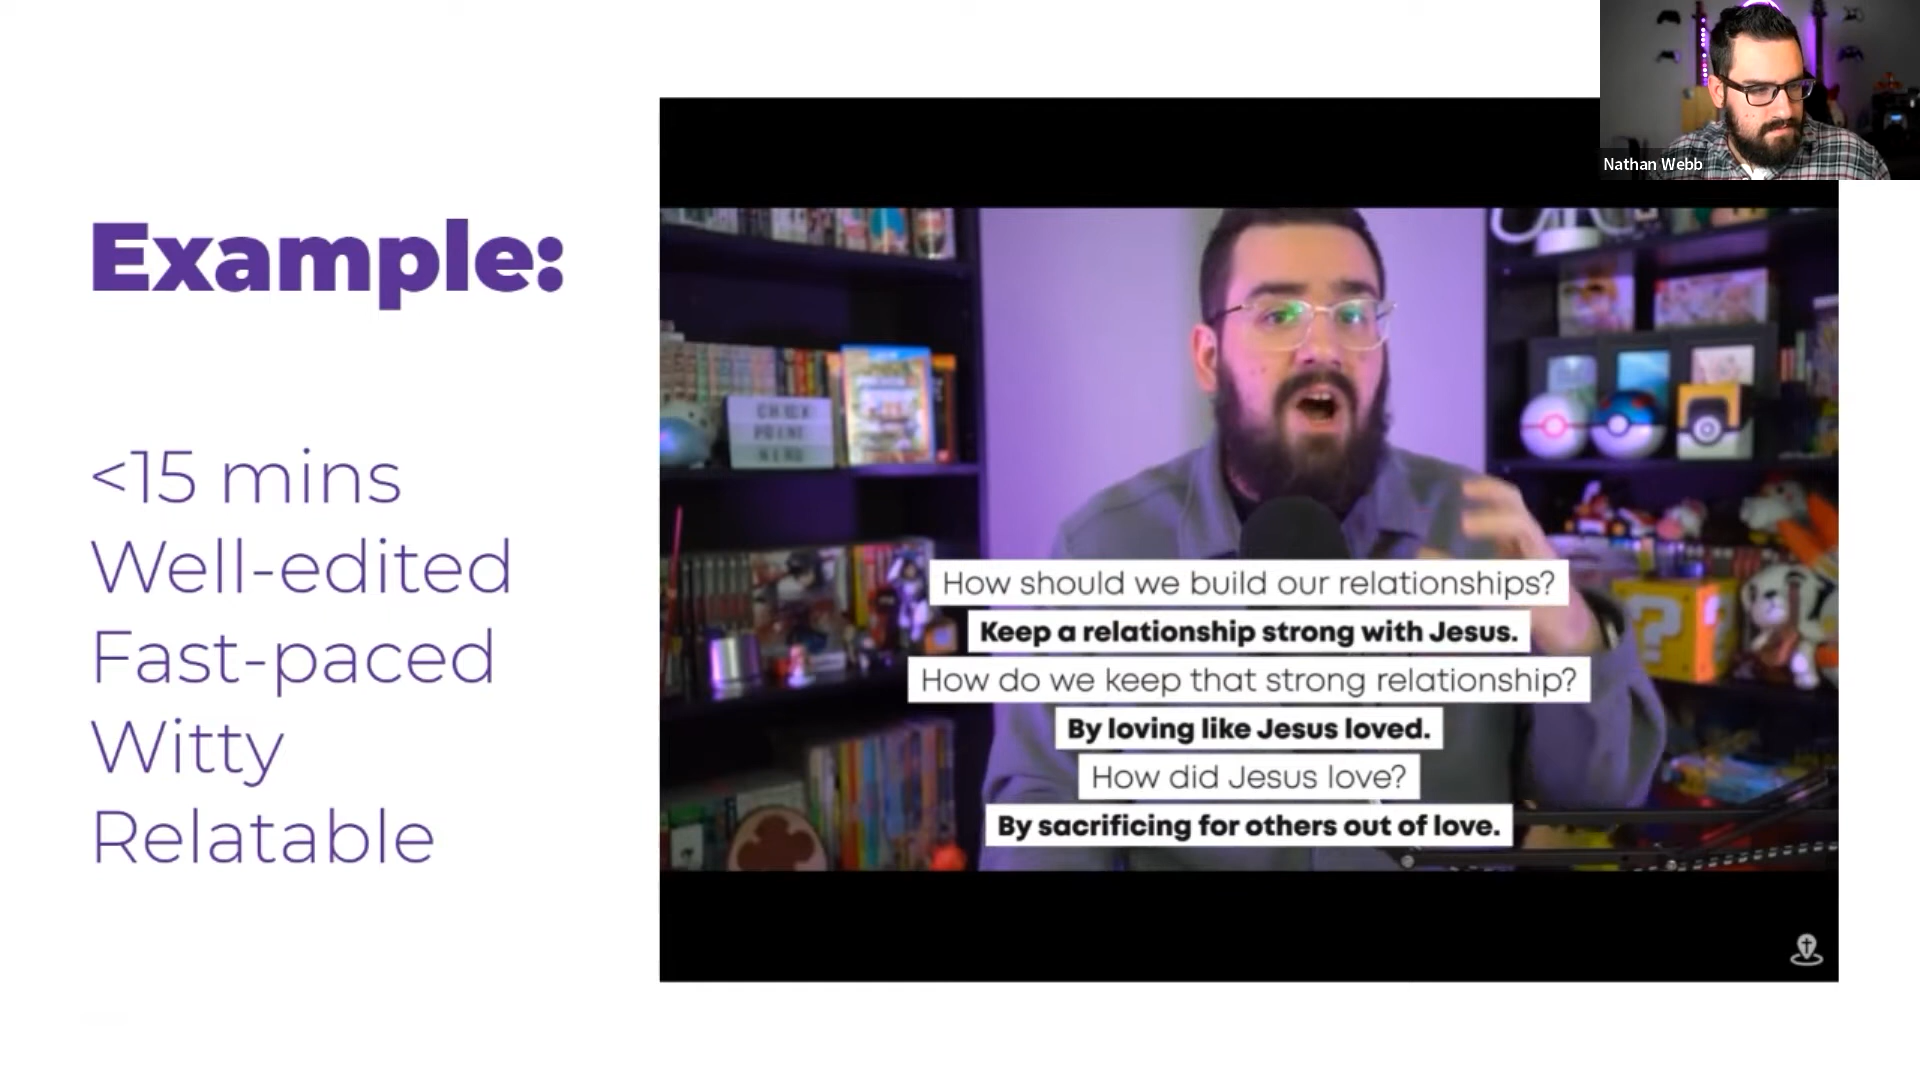 Example:
<15 mins
Well-edited
Fast-paced
Witty
Relatable
Nathan Webb
How should we build our relationships?
Keep a relationship strong with Jesus.
How do we keep that strong relationship?
By loving like Jesus loved.
How did Jesus love?
By sacrificing for others out of love.